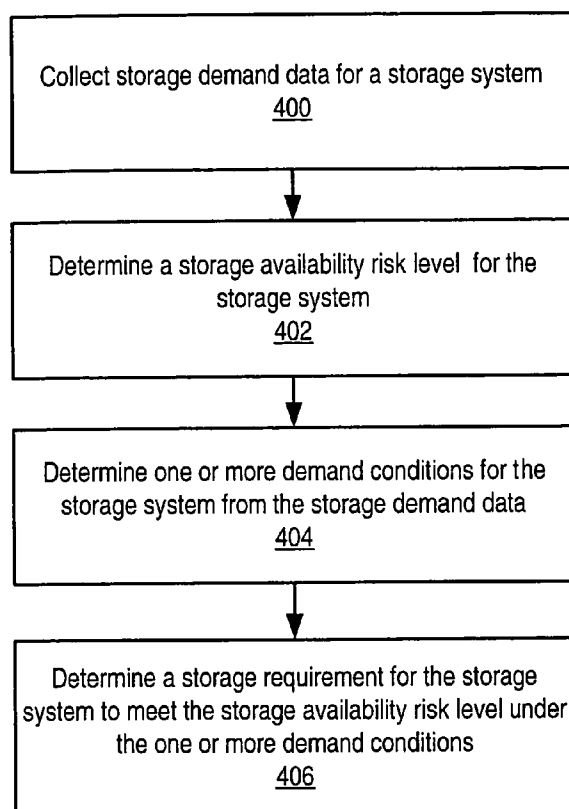 Collect storage demand data for a storage system
400
Determine a storage availability risk level for the
storage system
402
Determine one or more demand conditions for the
storage system from the storage demand data
404
Determine a storage requirement for the storage
system to meet the storage availability risk level under
the one or more demand conditions
406